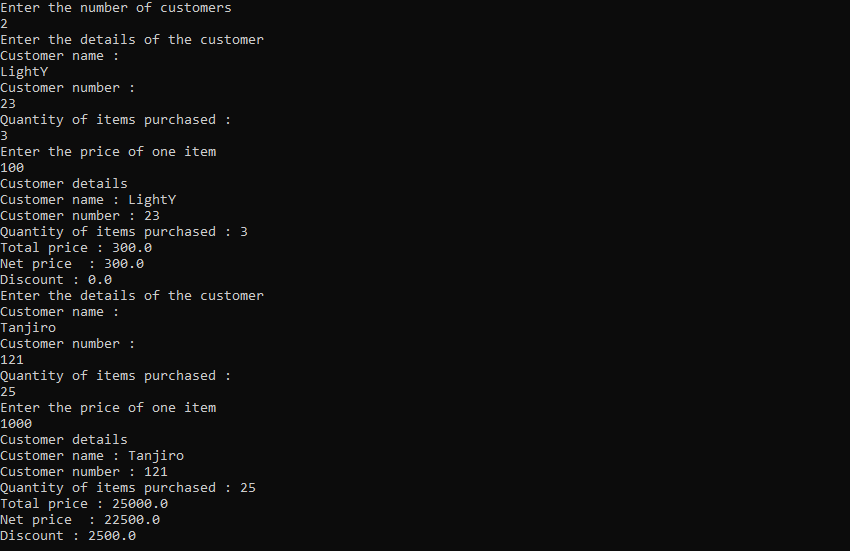 Enter the number of customers
2
Enter the details of the customer
Customer name :
LightY
Customer number :
23
Quantity of items purchased :
3
Enter the price of one item
100
Customer details
Customer name : LightY
Customer number : 23
Quantity of items purchased : 3
Total price : 300.0
Net price  : 300.0
Discount : 0.0
Enter the details of the customer
Customer name :
Tanjiro
Customer number :
121
Quantity of items purchased :
25
Enter the price of one item
1000
Customer details
Customer name : Tanjiro
Customer number : 121
Quantity of items purchased : 25
Total price : 25000.0
Net price  : 22500.0
Discount : 2500.0